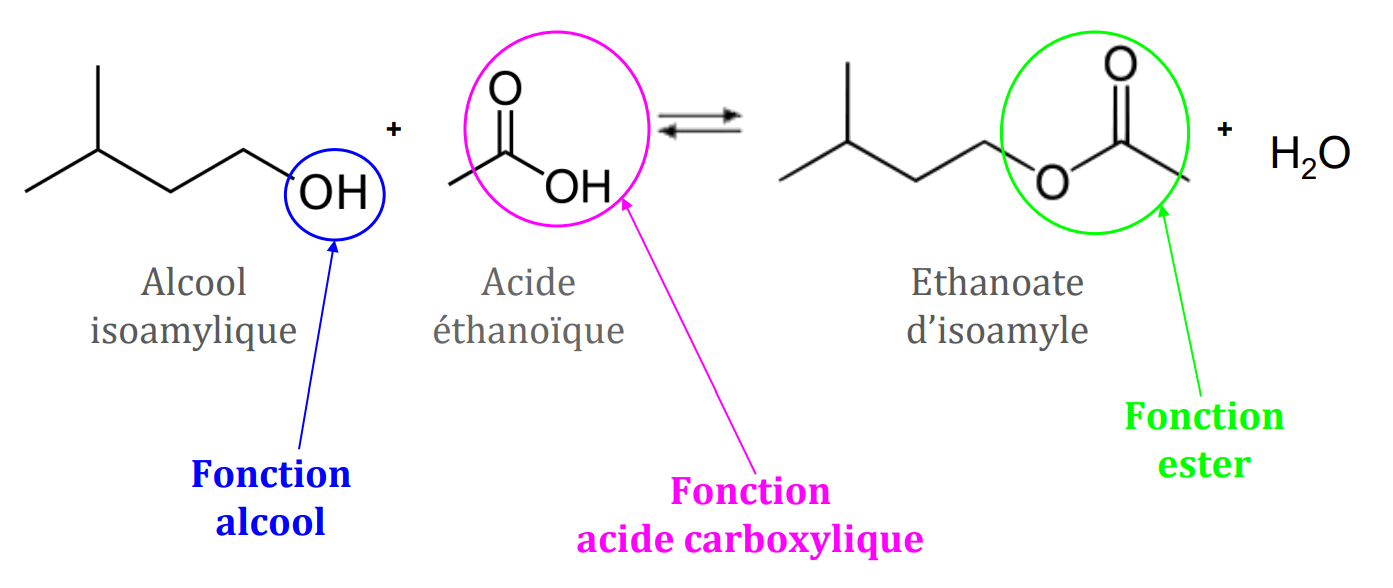 O
O
+
+
H₂O
OH
OH
O
Alcool
isoamylique
Acide
éthanoïque
Ethanoate
d’isoamyle
Fonction
alcool
Fonction
acide carboxylique
Fonction
ester